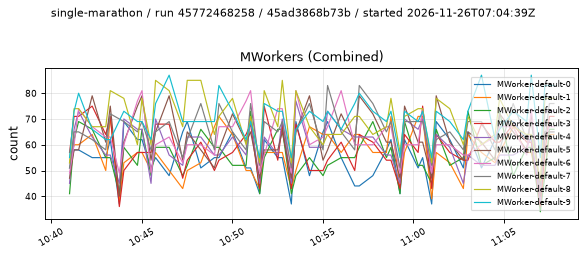 single-marathon / run 45772468258 / 45ad3868b73b / started 2026-11-26T07:04:39Z
MWorkers (Combined)
count
80
70
60
50
40
10:40
10:45
10:50
10:55
11:00
11:05
MWorker-default-0
MWorker-default-1
MWorker-default-2
MWorker-default-3
MWorker-default-4
MWorker-default-5
MWorker-default-6
MWorker-default-7
MWorker-default-8
MWorker-default-9